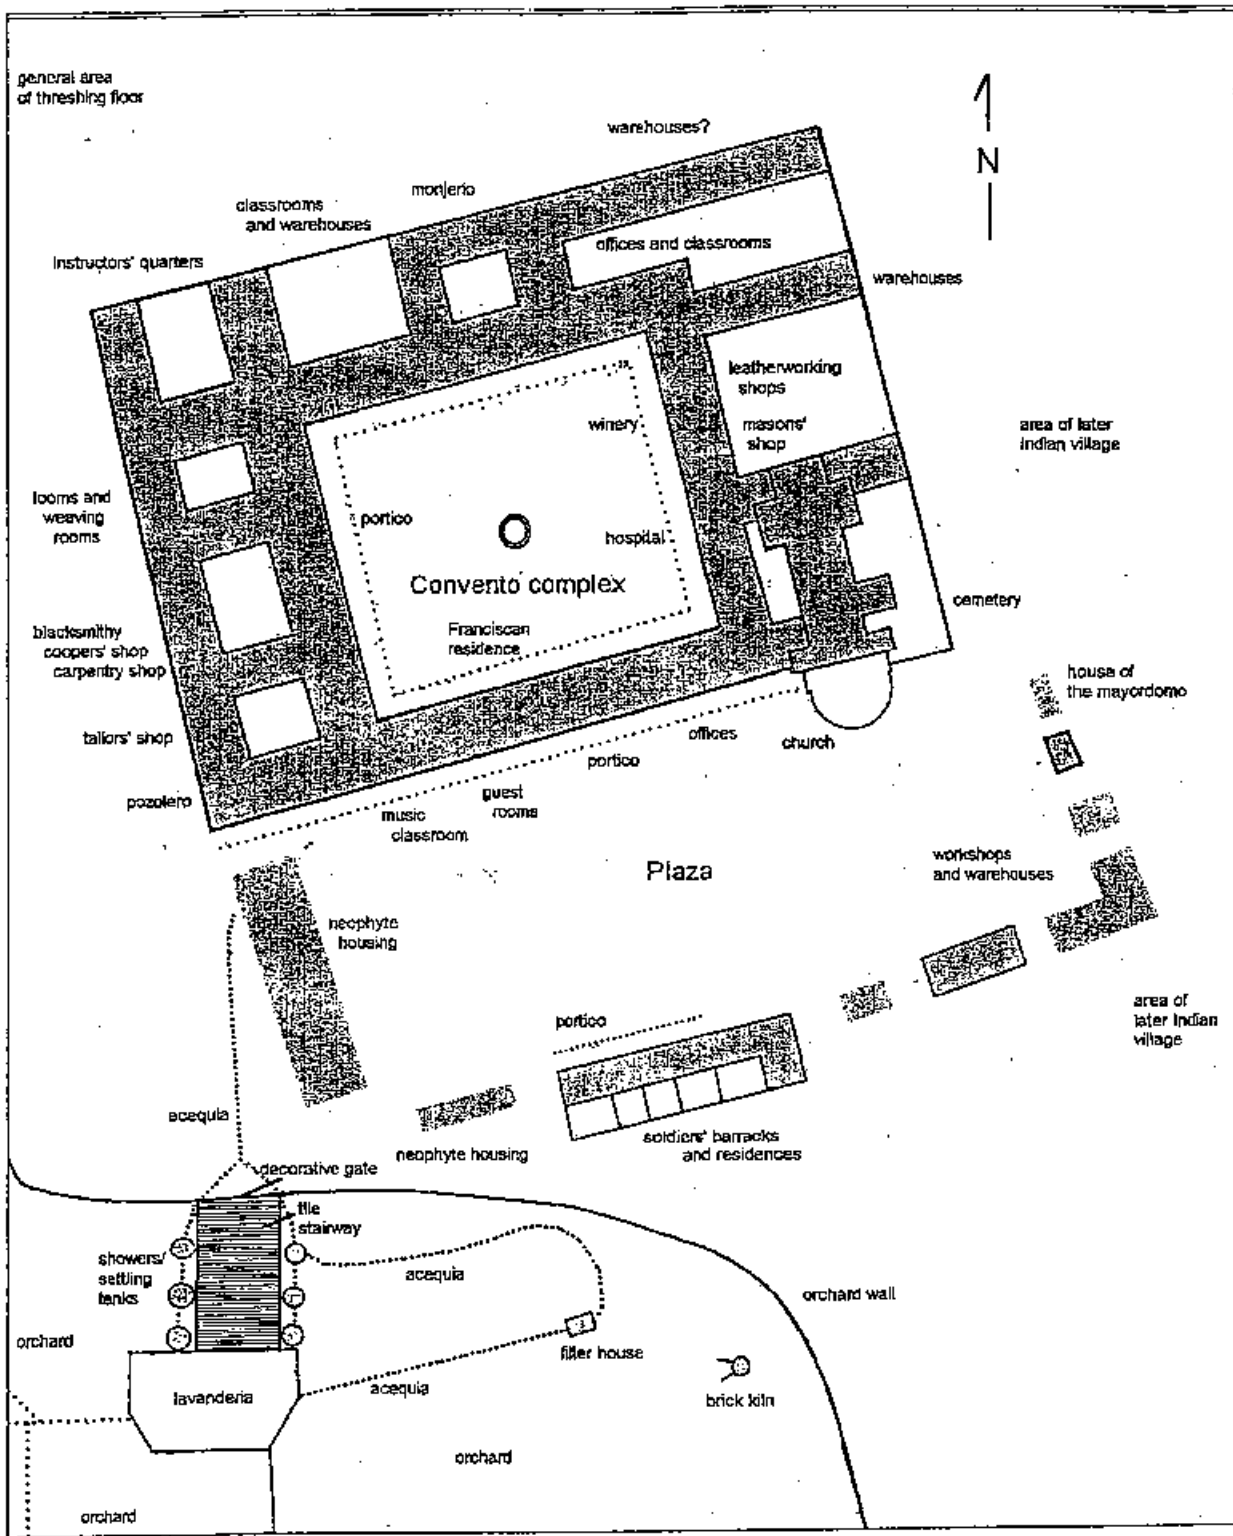 general area
of threshing floor
N
warehouses?
monjerio
classrooms
and warehouses
instructors' quarters
offices and classrooms
warehouses
leatherworking
shops
masons'
shop
winery
area of later
Indian village
looms and
weaving
rooms
portico
hospital
Convento complex
Franciscan
residence
cemetery
blacksmithy
coopers' shop
carpentry shop
house of
the mayordomo
tailors' shop
offices
church
portico
pozolero
guest
rooms
music
classroom
Plaza
workshops
and warehouses
neophyte
housing
area of
later Indian
village
portico
acequia
soldiers' barracks
and residences
neophyte housing
decorative gate
tile
stairway
showers/
settling
tanks
acequia
orchard wall
orchard
filter house
acequia
lavanderia
brick kiln
orchard
orchard